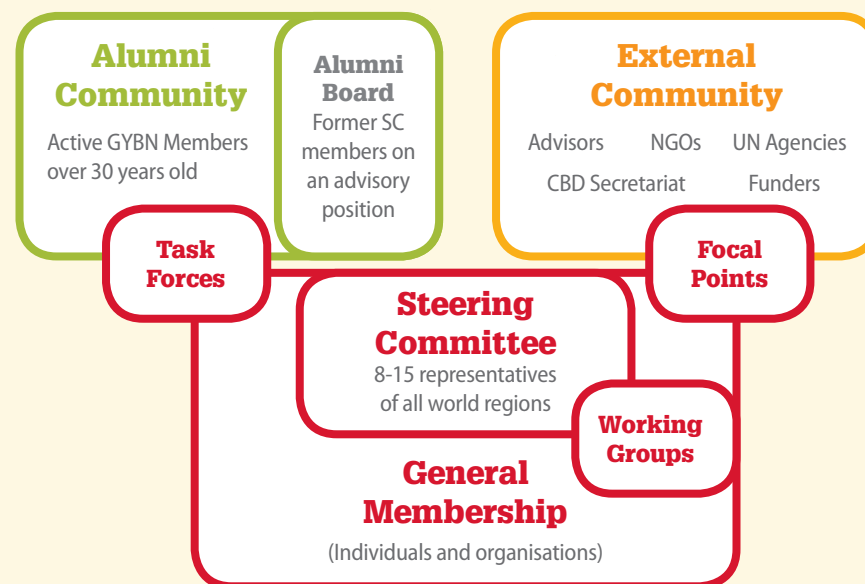 Alumni
Community
Active GYBN Members
over 30 years old
Alumni
Board
Former SC
members on
an advisory
position
External
Community
Advisors NGOs UN Agencies
CBD Secretariat Funders
Task
Forces
Focal
Points
Steering
Committee
8-15 representatives
of all world regions
Working
Groups
General
Membership
(Individuals and organisations)